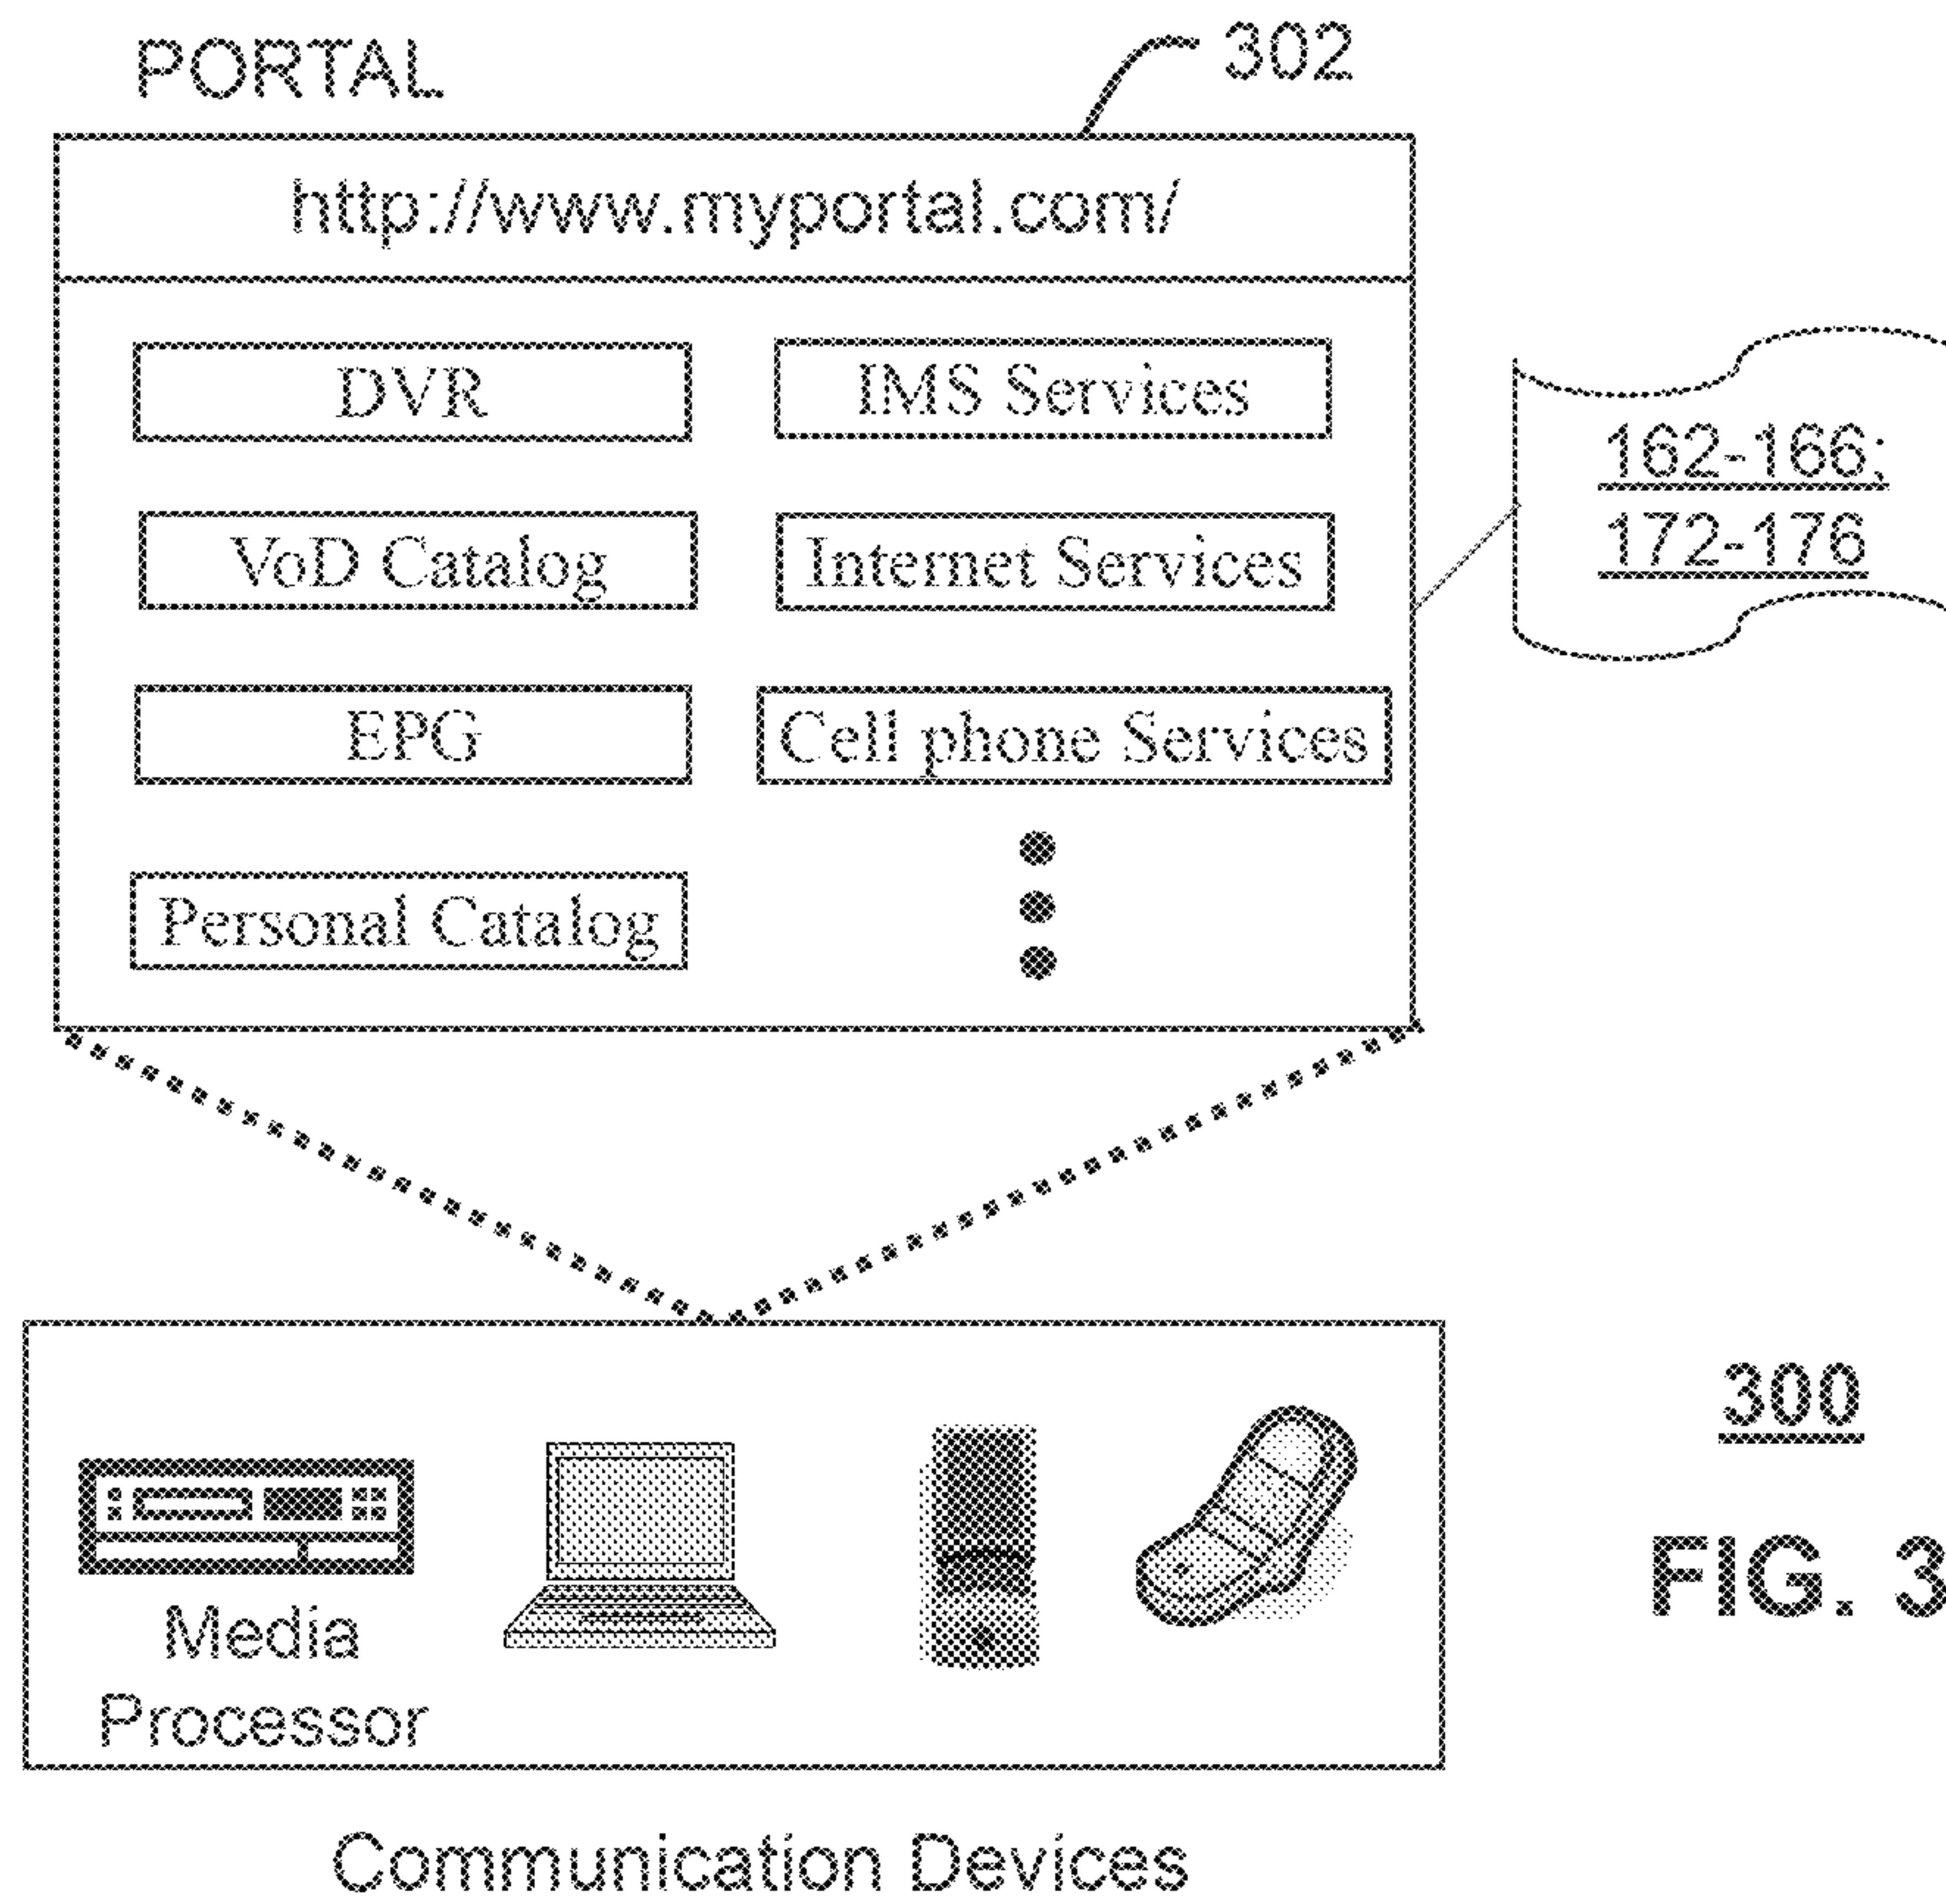 PORTAL
302
http://www.myportal.com/
DVR
IMS Services
VoD Catalog
Internet Services
EPG
Cell phone Services
Personal Catalog
162-166;
172-176
Media
Processor
Communication Devices
300
FIG. 3